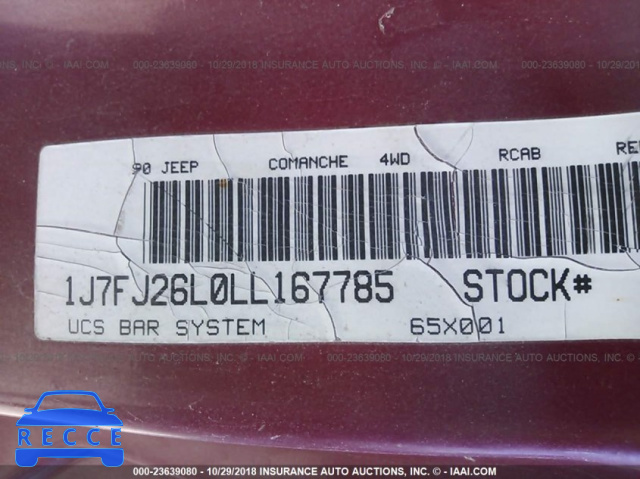 000-23639080 - 10/29/2018 INSURANCE AUTO AUCTIONS, INC. - IAAI.COM
90 JEEP COMANCHE 4WD RCAB
1J7FJ26L0LL167785 STOCK#
UCS BAR SYSTEM 65X001
RECCE
000-23639080 - 10/29/2018 INSURANCE AUTO AUCTIONS, INC. - IAAI.COM